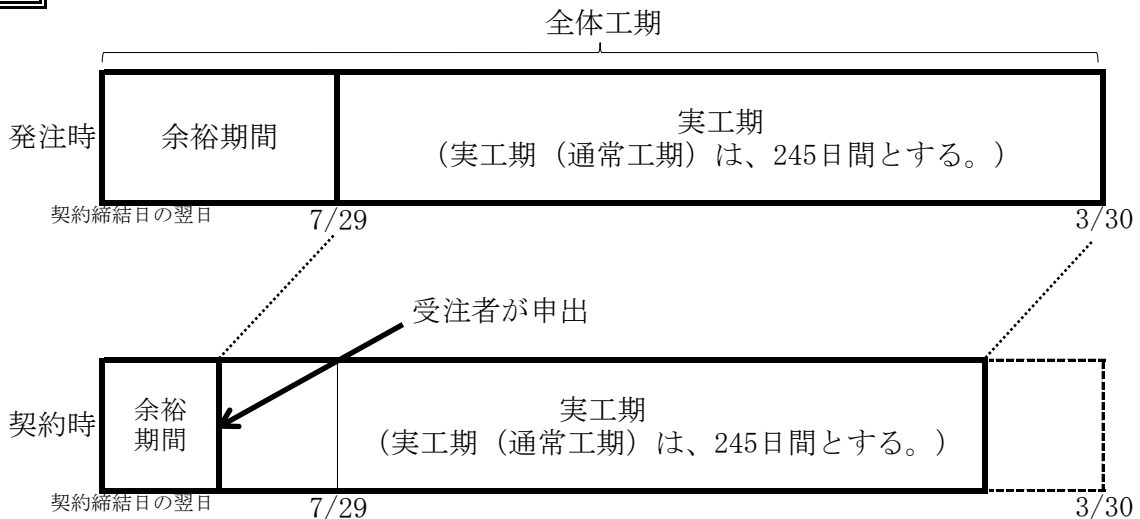 全体工期
発注時
余裕期間
実工期
(実工期（通常工期）は、245日間とする。)
契約締結日の翌日
7/29
3/30
受注者が申出
契約時
余裕
期間
実工期
(実工期（通常工期）は、245日間とする。)
契約締結日の翌日
7/29
3/30